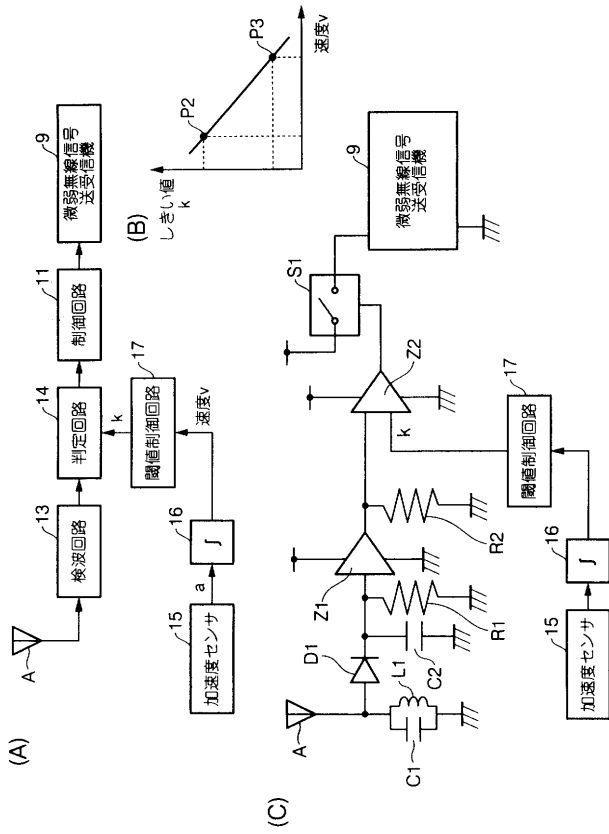 (A)
A
検波回路
13
判定回路
14
制御回路
11
微弱無線信号
送受信機
9
k
閾値制御回路
17
速度v
∫
16
a
加速度センサ
15
(B)
しきい値
k
P2
P3
速度v
(C)
A
D1
C1
L1
C2
R1
Z1
R2
Z2
k
S1
微弱無線信号
送受信機
9
閾値制御回路
17
∫
16
加速度センサ
15